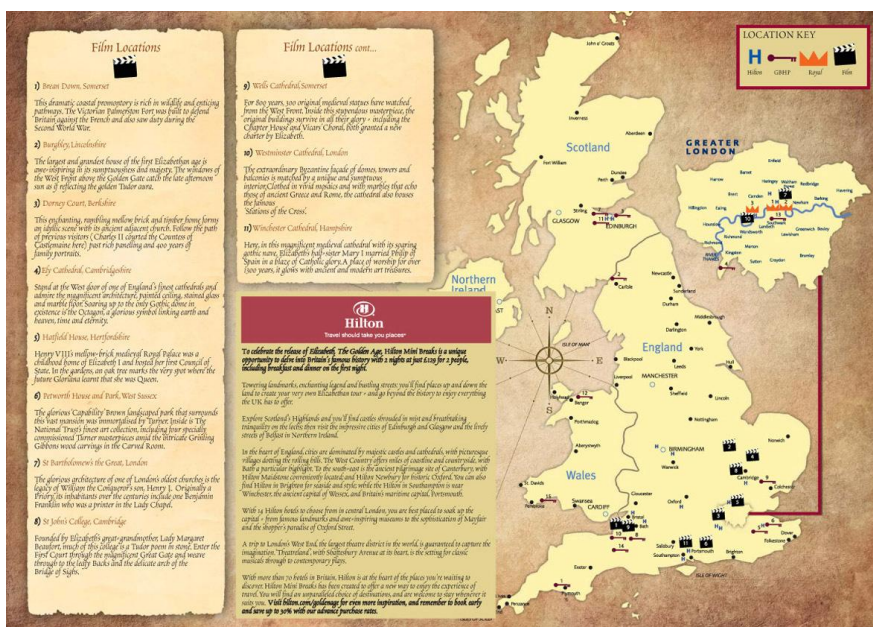 Film Locations
1) Brean Down, Somerset
This dramatic coastal promontory is rich in wildlife and enticing
pathways. The Victorian Palmerston Fort was built to defend
Britain against the French and also saw duty during the
Second World War.
2) Burghley, Lincolnshire
The largest and grandest house of the first Elizabethan age is
awe-inspiring in its sumptuousness and majesty. The windows of
the West Front above the Golden Gate catch the late afternoon
sun as if reflecting the golden Tudor aura.
3) Dorney Court, Berkshire
This enchanting, rambling mellow brick and timber home forms
an idyllic scene with its ancient adjacent church. Follow the path
of previous visitors (Charles II courted the Countess of
Castlemaine here) past rich panelling and 400 years of
family portraits.
4) Ely Cathedral, Cambridgeshire
Stand at the West door of one of England's finest cathedrals and
admire the magnificent architecture, painted ceiling, stained glass
and marble floor. Soaring up to the only Gothic dome in
existence is the Octagon, a glorious symbol linking earth and
heaven, time and eternity.
5) Hatfield House, Hertfordshire
Henry VIII's mellow-brick medieval Royal Palace was a
childhood home of Elizabeth I and hosted her first Council of
State. In the gardens, an oak tree marks the very spot where the
future Gloriana learnt that she was Queen.
6) Petworth House and Park, West Sussex
The glorious 'Capability' Brown landscaped park that surrounds
this vast mansion was immortalised by Turner. Inside is The
National Trust's finest art collection, including four specially
commissioned Turner masterpieces amid the intricate Grinling
Gibbons wood carvings in the Carved Room.
7) St Bartholomew's the Great, London
The glorious architecture of one of London's oldest churches is the
legacy of William the Conqueror's son, Henry I. Originally a
Priory, its inhabitants over the centuries include one Benjamin
Franklin who was a printer in the Lady Chapel.
8) St John's College, Cambridge
Founded by Elizabeth's great-grandmother, Lady Margaret
Beaufort, much of this college is a Tudor poem in stone. Enter the
First Court through the magnificent Great Gate and weave
through to the leafy Backs and the delicate arch of the
Bridge of Sighs.
Film Locations cont...
9) Wells Cathedral, Somerset
For 800 years, 300 original medieval statues have watched
from the West Front. Inside this stupendous masterpiece, the
original buildings survive in all their glory - including the
Chapter House and Vicars' Choral, both granted a new
charter by Elizabeth.
10) Westminster Cathedral, London
The extraordinary Byzantine façade of domes, towers and
balconies is matched by a unique and sumptuous
interior. Clothed in vivid mosaics and with marbles that echo
those of ancient Greece and Rome, the cathedral also houses
the famous
'Stations of the Cross'.
11) Winchester Cathedral, Hampshire
Here, in this magnificent medieval cathedral with its soaring
gothic nave, Elizabeth's half-sister Mary I married Philip of
Spain in a blaze of Catholic glory. A place of worship for over
1500 years, it glows with ancient and modern art treasures.
Hilton
Travel should take you places
To celebrate the release of Elizabeth, The Golden Age, Hilton Mini Breaks is a unique
opportunity to delve into Britain's famous history with 2 nights at just £129 for 2 people,
including breakfast and dinner on the first night.
Towering landmarks, enchanting legend and bustling streets: you'll find places up and down the
land to create your very own Elizabethan tour - and go beyond the history to enjoy everything
the UK has to offer.
Explore Scotland's Highlands and you'll find castles shrouded in mist and breathtaking
tranquility on the lochs; then visit the impressive cities of Edinburgh and Glasgow and the lively
streets of Belfast in Northern Ireland.
In the heart of England, cities are dominated by majestic castles and cathedrals, with picturesque
villages dotting the rolling hills. The West Country offers miles of coastline and countryside, with
Bath a particular highlight. To the south-east is the ancient pilgrimage site of Canterbury, with
Hilton Maidstone conveniently located; and Hilton Newbury for historic Oxford. You can also
find Hilton in Brighton for seaside and style while the Hilton in Southampton is near
Winchester, the ancient capital of Wessex, and Britain's maritime capital, Portsmouth.
With 14 Hilton hotels to choose from in central London, you are best placed to soak up the
capital - from famous landmarks and awe-inspiring museums to the sophistication of Mayfair
and the shopper's paradise of Oxford Street.
A trip to London's West End, the largest theatre district in the world, is guaranteed to capture the
imagination. 'Theatreland', with Shaftesbury Avenue at its heart, is the setting for classic
musicals through to contemporary plays.
With more than 70 hotels in Britain, Hilton is at the heart of the places you're waiting to
discover. Hilton Mini Breaks has been created to offer a new way to enjoy the experience of
travel. You will find an unparalleled choice of destinations, and are welcome to stay whenever it
suits you. Visit hilton.com/goldenage for even more inspiration, and remember to book early
and save up to 30% with our advance purchase rates.
LOCATION KEY
Hilton
GBHP
Royal
Film
GREATER
LONDON
Enfield
Barnet
Harrow
Haringey
Redbridge
Havering
Camden
Brent
Hillingdon
Newham
Barking
Southwark
Lambeth
Greenwich
Bexley
Wandsworth
Lewisham
Richmond
Kingston
Merton
Sutton
Croydon
Bromley
RIVER
THAMES
John o' Groats
Inverness
Aberdeen
Fort William
Scotland
Dundee
Perth
Stirling
GLASGOW
EDINBURGH
Northern
Ireland
Newcastle
Carlisle
Sunderland
Durham
Middlesbrough
Darlington
ISLE OF MAN
N
W
E
S
England
York
Blackpool
Leeds
Hull
Liverpool
MANCHESTER
Sheffield
Lincoln
Holyhead
Bangor
Porthmadog
Nottingham
Norwich
Aberystwyth
BIRMINGHAM
Warwick
Cambridge
Wales
St. Davids
Pembroke
Swansea
CARDIFF
Gloucester
Oxford
Colchester
Bristol
Bath
Dover
Folkestone
Salisbury
Southampton
Portsmouth
Brighton
ISLE OF WIGHT
Exeter
Plymouth
Penzance